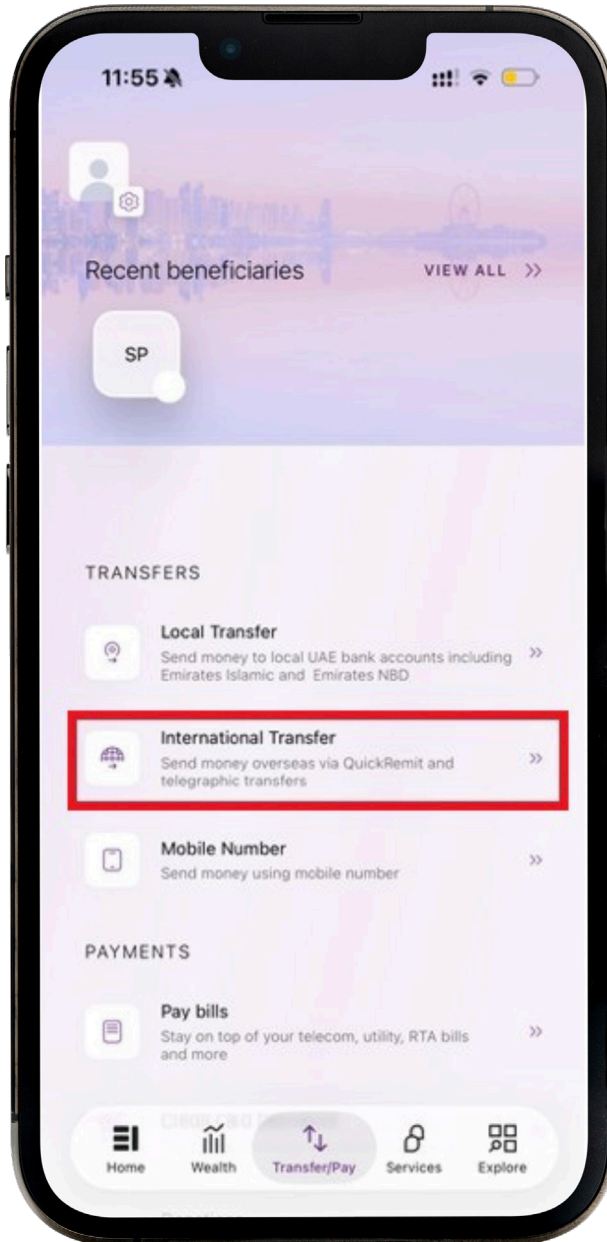 11:55
Recent beneficiaries VIEW ALL
SP
TRANSFERS
Local Transfer
Send money to local UAE bank accounts including
Emirates Islamic and Emirates NBD
International Transfer
Send money overseas via QuickRemit and
telegraphic transfers
Mobile Number
Send money using mobile number
PAYMENTS
Pay bills
Stay on top of your telecom, utility, RTA bills
and more
Home Wealth Transfer/Pay Services Explore